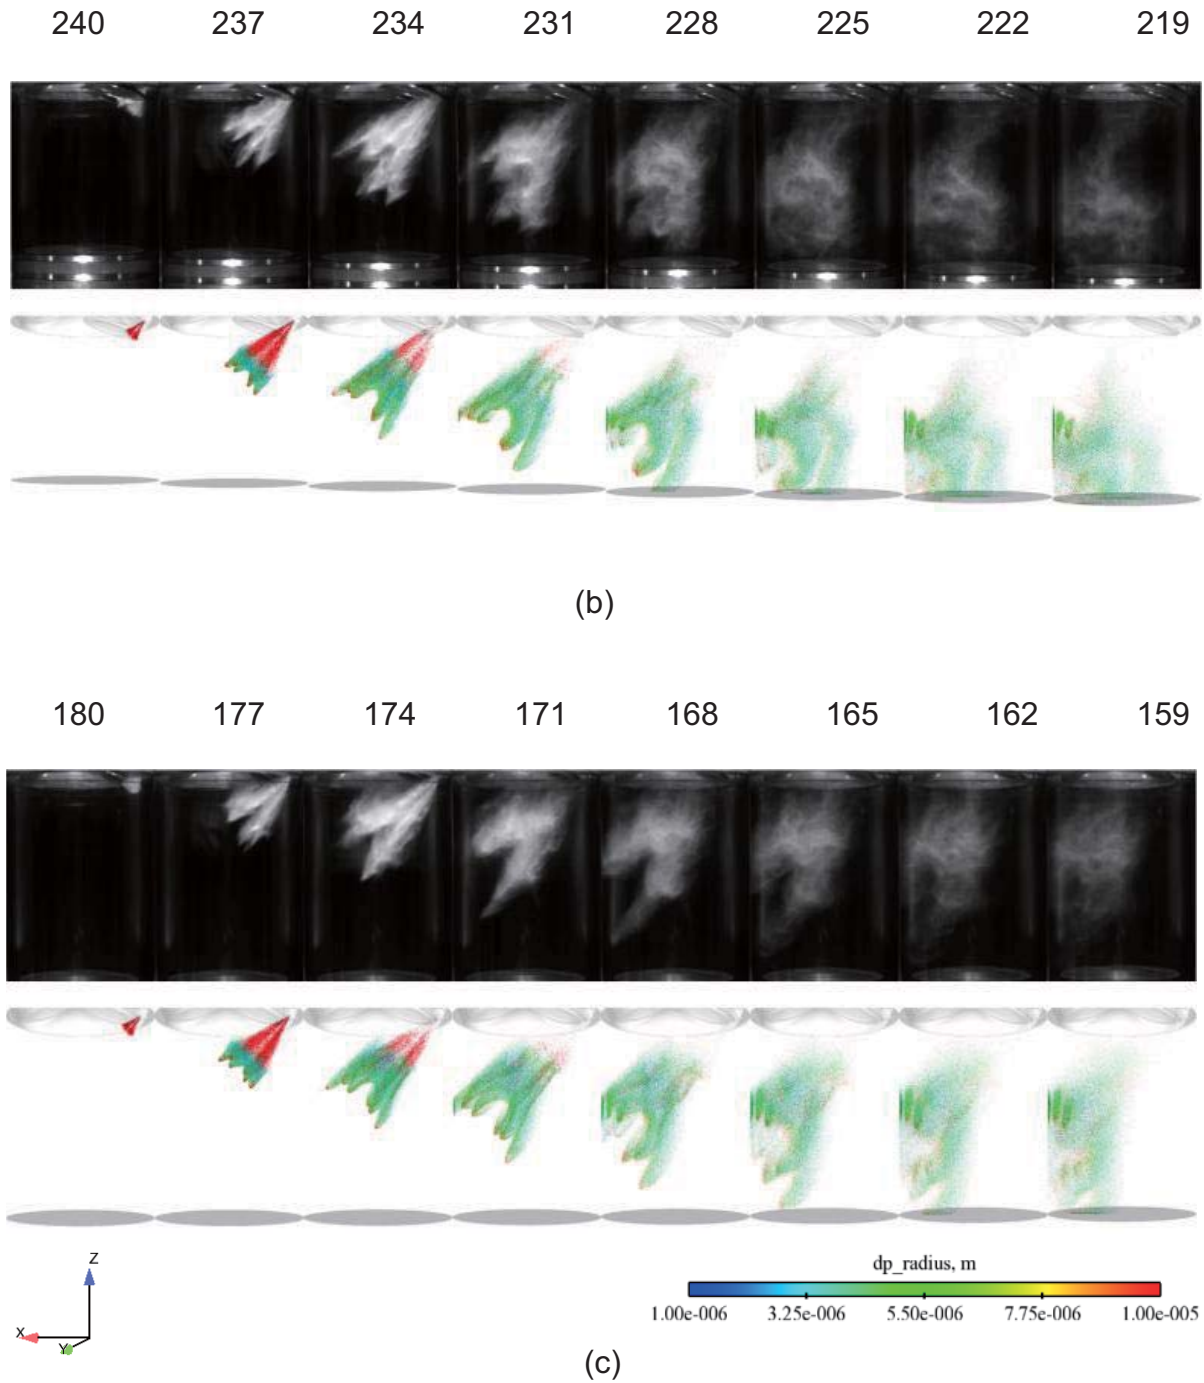 240 237 234 231 228 225 222 219
(b)
180 177 174 171 168 165 162 159
Z
X
Y
dp_radius, m
1.00e-006 3.25e-006 5.50e-006 7.75e-006 1.00e-005
(c)